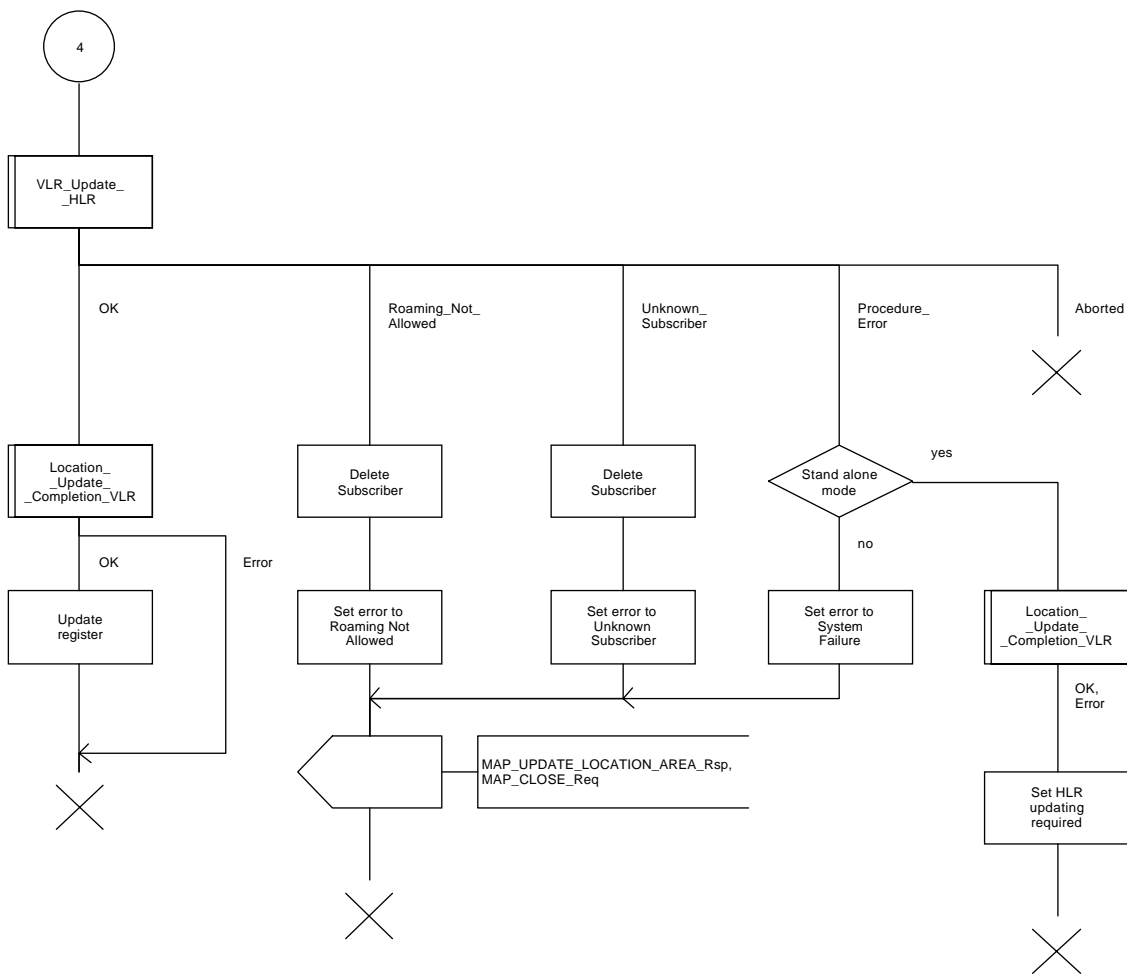 4
VLR_Update_
_HLR
OK
Roaming_Not_
Allowed
Unknown_
Subscriber
Procedure_
Error
Aborted
Location_
_Update_
_Completion_VLR
Delete
Subscriber
Delete
Subscriber
Stand alone
mode
yes
OK
Error
no
Update
register
Set error to
Roaming Not
Allowed
Set error to
Unknown
Subscriber
Set error to
System
Failure
Location_
_Update_
_Completion_VLR
OK,
Error
MAP_UPDATE_LOCATION_AREA_Rsp,
MAP_CLOSE_Req
Set HLR
updating
required